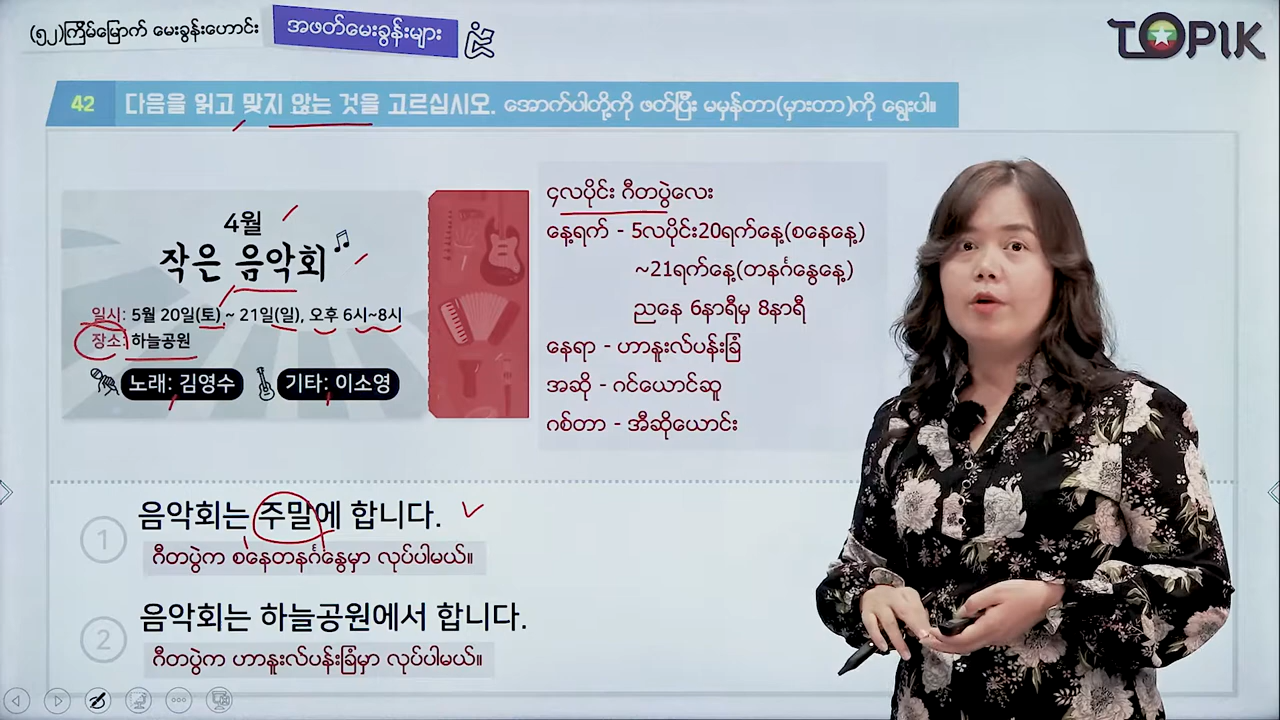 (၅၂)ကြိမ်မြောက် မေးခွန်းဟောင်း
အဖတ်မေးခွန်းများ
TOPIK
42 다음을 읽고 맞지 않는 것을 고르십시오. အောက်ပါတို့ကို ဖတ်ပြီး မမှန်တာ(မှားတာ)ကို ရွေးပါ။
4월
작은 음악회
일시: 5월 20일(토) ~ 21일(일), 오후 6시~8시
장소: 하늘공원
노래: 김영수
기타: 이소영
၄လပိုင်း ဂီတပွဲလေး
နေ့ရက် - 5လပိုင်း20ရက်နေ့(စနေနေ့)
~21ရက်နေ့(တနင်္ဂနွေနေ့)
ညနေ 6နာရီမှ 8နာရီ
နေရာ - ဟာနူးလ်ပန်းခြံ
အဆို - ဂင်ယောင်ဆူ
ဂစ်တာ - အီဆိုယောင်း
1 음악회는 주말에 합니다.
ဂီတပွဲက စနေတနင်္ဂနွေမှာ လုပ်ပါမယ်။
2 음악회는 하늘공원에서 합니다.
ဂီတပွဲက ဟာနူးလ်ပန်းခြံမှာ လုပ်ပါမယ်။